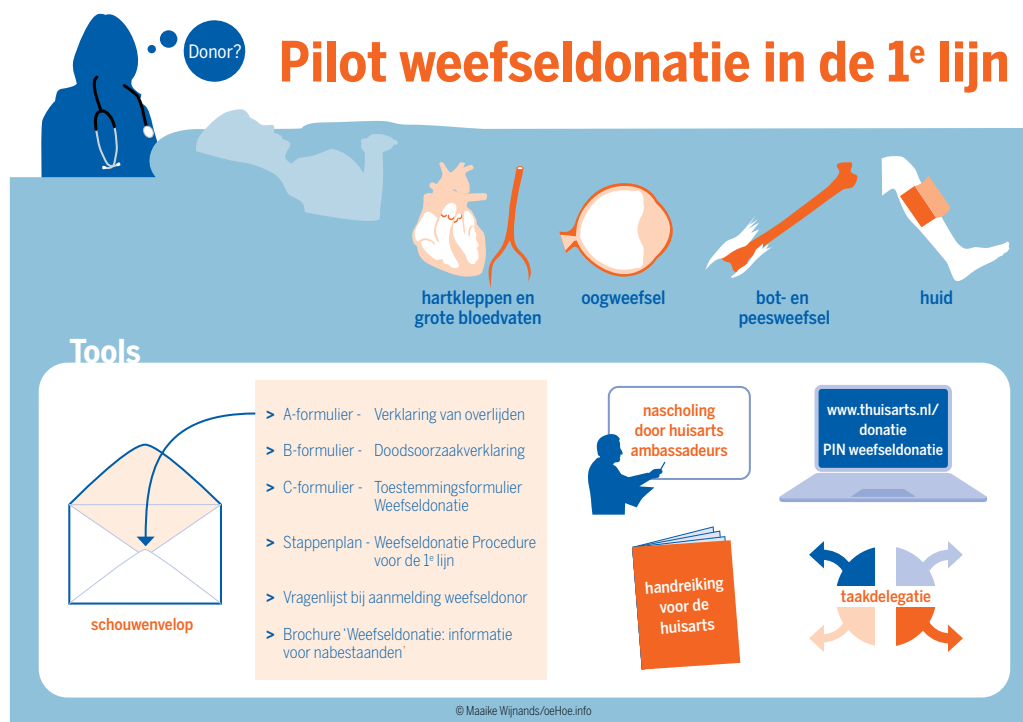 Donor?
Pilot weefseldonatie in de 1e lijn
hartkleppen en
grote bloedvaten
oogweefsel
bot- en
peesweefsel
huid
Tools
schouwenvelop
> A-formulier - Verklaring van overlijden
> B-formulier - Doodsoorzaakverklaring
> C-formulier - Toestemmingsformulier
Weefseldonatie
> Stappenplan - Weefseldonatie Procedure
voor de 1e lijn
> Vragenlijst bij aanmelding weefseldonor
> Brochure ‘Weefseldonatie: informatie
voor nabestaanden’
nascholing
door huisarts
ambassadeurs
www.thuisarts.nl/
donatie
PIN weefseldonatie
handreiking
voor de
huisarts
taakdelegatie
© Maaike Wijnands/oeHoe.info